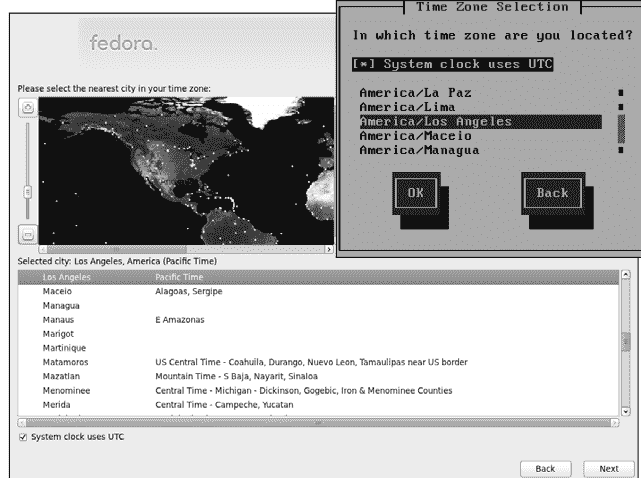 fedora.
Please select the nearest city in your time zone:
Selected city: Los Angeles, America (Pacific Time)
Los Angeles Pacific Time
Maceio Alagoas, Sergipe
Managua
Manaus E Amazonas
Marigot
Martinique
Matamoros US Central Time - Coahuila, Durango, Nuevo Leon, Tamaulipas near US border
Mazatlan Mountain Time - S Baja, Nayarit, Sinaloa
Menominee Central Time - Michigan - Dickinson, Gogebic, Iron & Menominee Counties
Merida Central Time - Campeche, Yucatan
System clock uses UTC
Back Next
Time Zone Selection
In which time zone are you located?
[*] System clock uses UTC
America/La Paz
America/Lima
America/Los Angeles
America/Maceio
America/Managua
OK Back